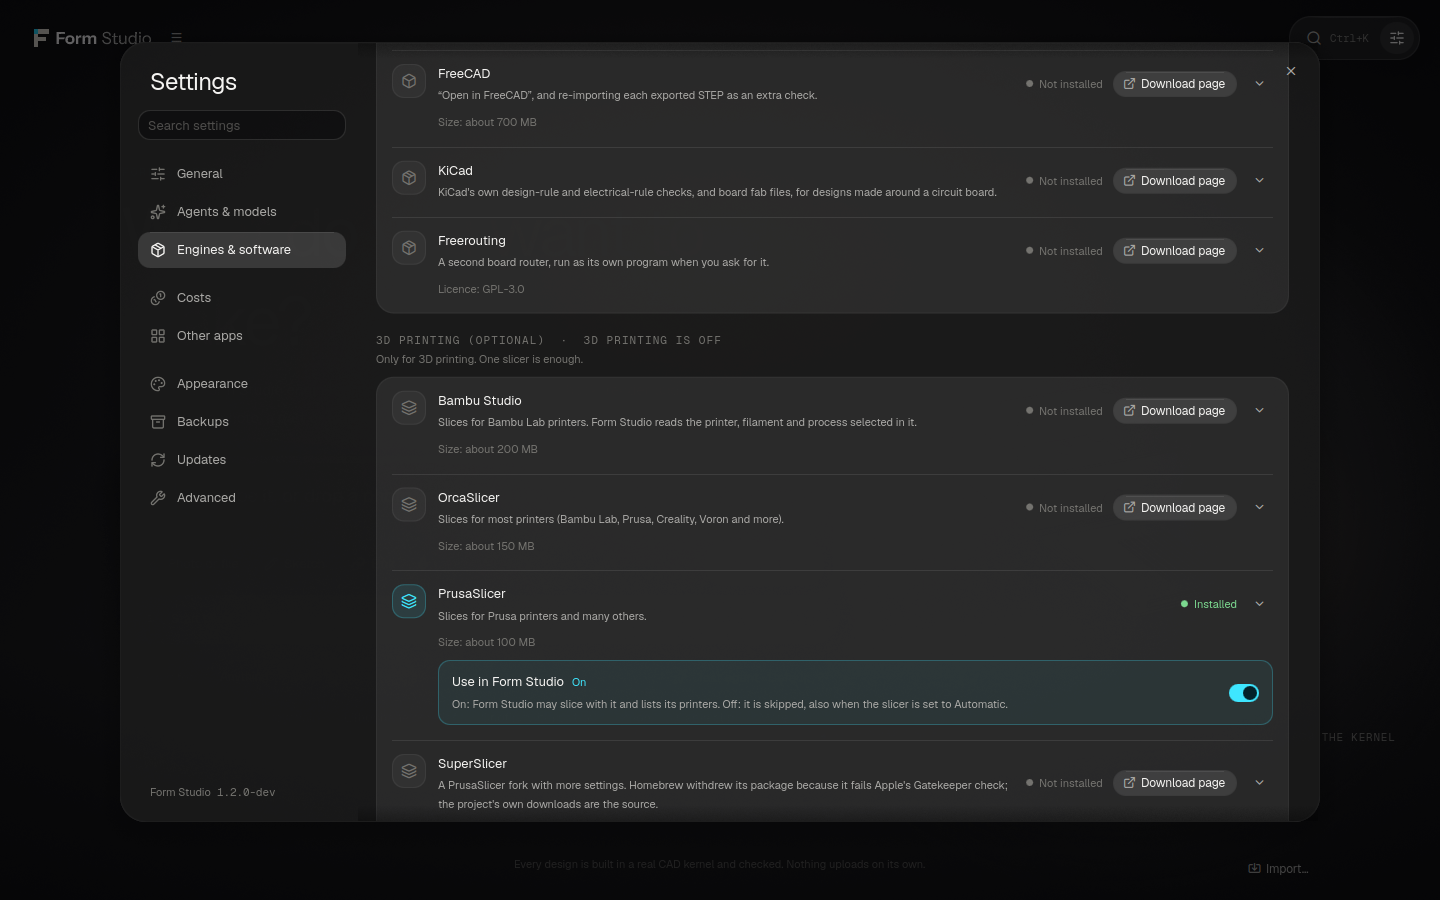 Form Studio
Ctrl+K
Settings
Search settings
General
Agents & models
Engines & software
Costs
Other apps
Appearance
Backups
Updates
Advanced
Form Studio 1.2.0-dev
FreeCAD
“Open in FreeCAD”, and re-importing each exported STEP as an extra check.
Size: about 700 MB
Not installed
Download page
KiCad
KiCad's own design-rule and electrical-rule checks, and board fab files, for designs made around a circuit board.
Not installed
Download page
Freerouting
A second board router, run as its own program when you ask for it.
Licence: GPL-3.0
Not installed
Download page
3D PRINTING (OPTIONAL) · 3D PRINTING IS OFF
Only for 3D printing. One slicer is enough.
Bambu Studio
Slices for Bambu Lab printers. Form Studio reads the printer, filament and process selected in it.
Size: about 200 MB
Not installed
Download page
OrcaSlicer
Slices for most printers (Bambu Lab, Prusa, Creality, Voron and more).
Size: about 150 MB
Not installed
Download page
PrusaSlicer
Slices for Prusa printers and many others.
Size: about 100 MB
Installed
Use in Form Studio On
On: Form Studio may slice with it and lists its printers. Off: it is skipped, also when the slicer is set to Automatic.
SuperSlicer
A PrusaSlicer fork with more settings. Homebrew withdrew its package because it fails Apple's Gatekeeper check;
the project's own downloads are the source.
Not installed
Download page
THE KERNEL
Every design is built in a real CAD kernel and checked. Nothing uploads on its own.
Import…